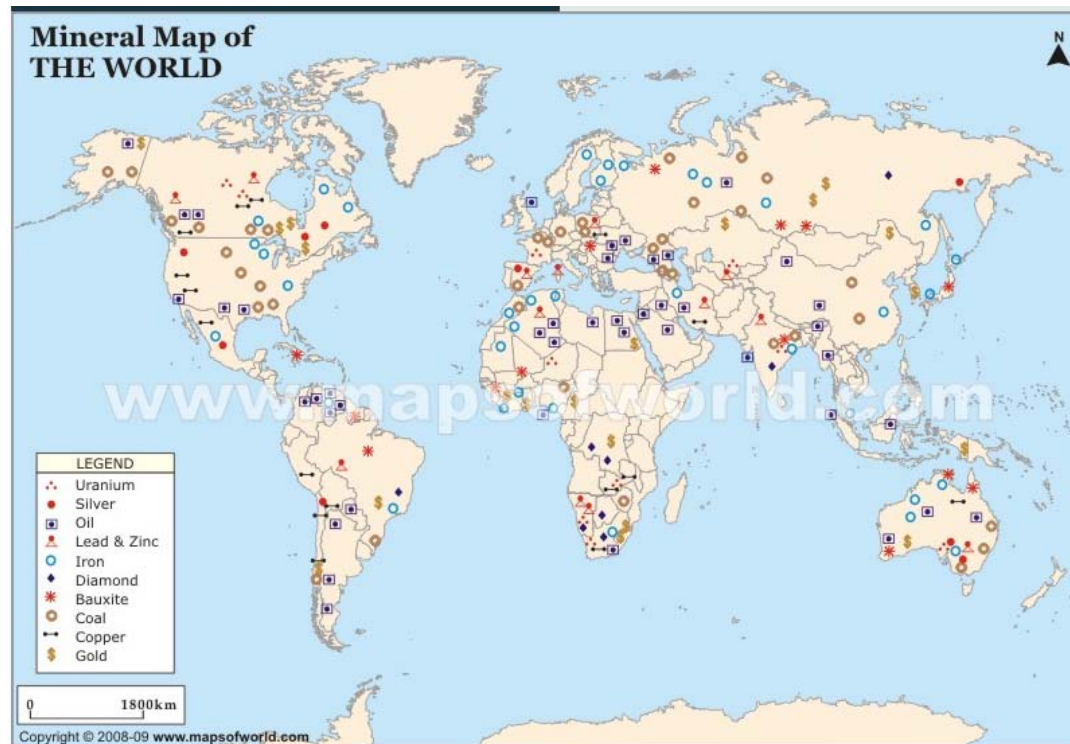 Mineral Map of
THE WORLD
N
www.mapsofworld.com
LEGEND
Uranium
Silver
Oil
Lead & Zinc
Iron
Diamond
Bauxite
Coal
Copper
Gold
0 1800km
Copyright © 2008-09 www.mapsofworld.com